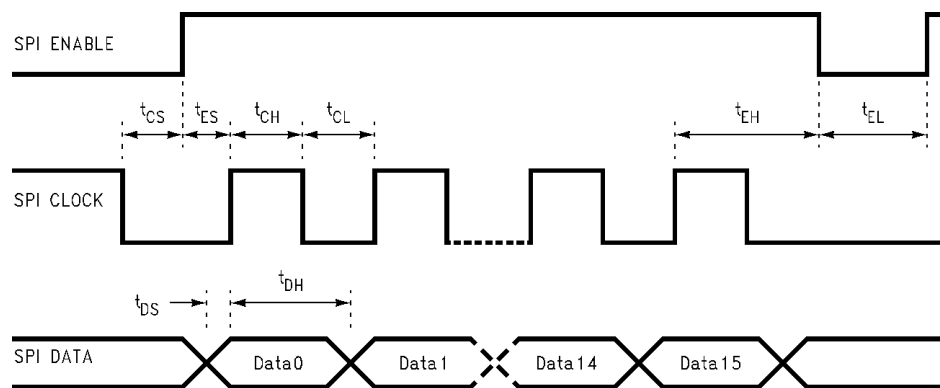 SPI ENABLE
tCS tES tCH tCL tEH tEL
SPI CLOCK
tDS tDH
SPI DATA Data0 Data1 Data14 Data15